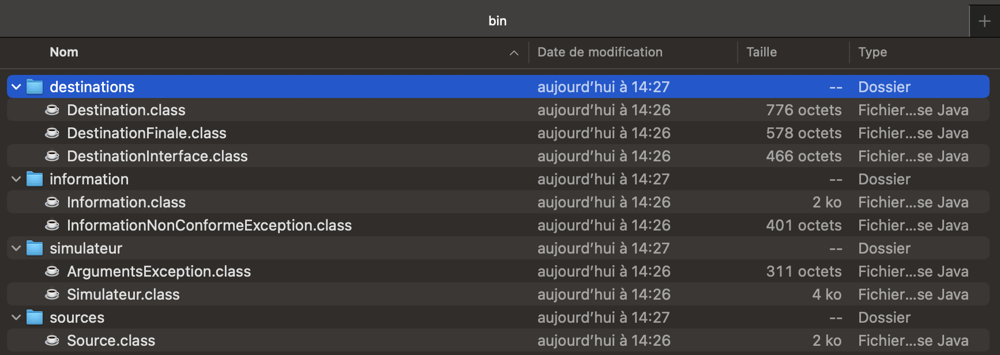 bin
Nom Date de modification Taille Type
destinations aujourd’hui à 14:27 -- Dossier
Destination.class aujourd’hui à 14:26 776 octets Fichier...se Java
DestinationFinale.class aujourd’hui à 14:26 578 octets Fichier...se Java
DestinationInterface.class aujourd’hui à 14:26 466 octets Fichier...se Java
information aujourd’hui à 14:27 -- Dossier
Information.class aujourd’hui à 14:26 2 ko Fichier...se Java
InformationNonConformeException.class aujourd’hui à 14:26 401 octets Fichier...se Java
simulateur aujourd’hui à 14:27 -- Dossier
ArgumentsException.class aujourd’hui à 14:26 311 octets Fichier...se Java
Simulateur.class aujourd’hui à 14:26 4 ko Fichier...se Java
sources aujourd’hui à 14:27 -- Dossier
Source.class aujourd’hui à 14:26 2 ko Fichier...se Java